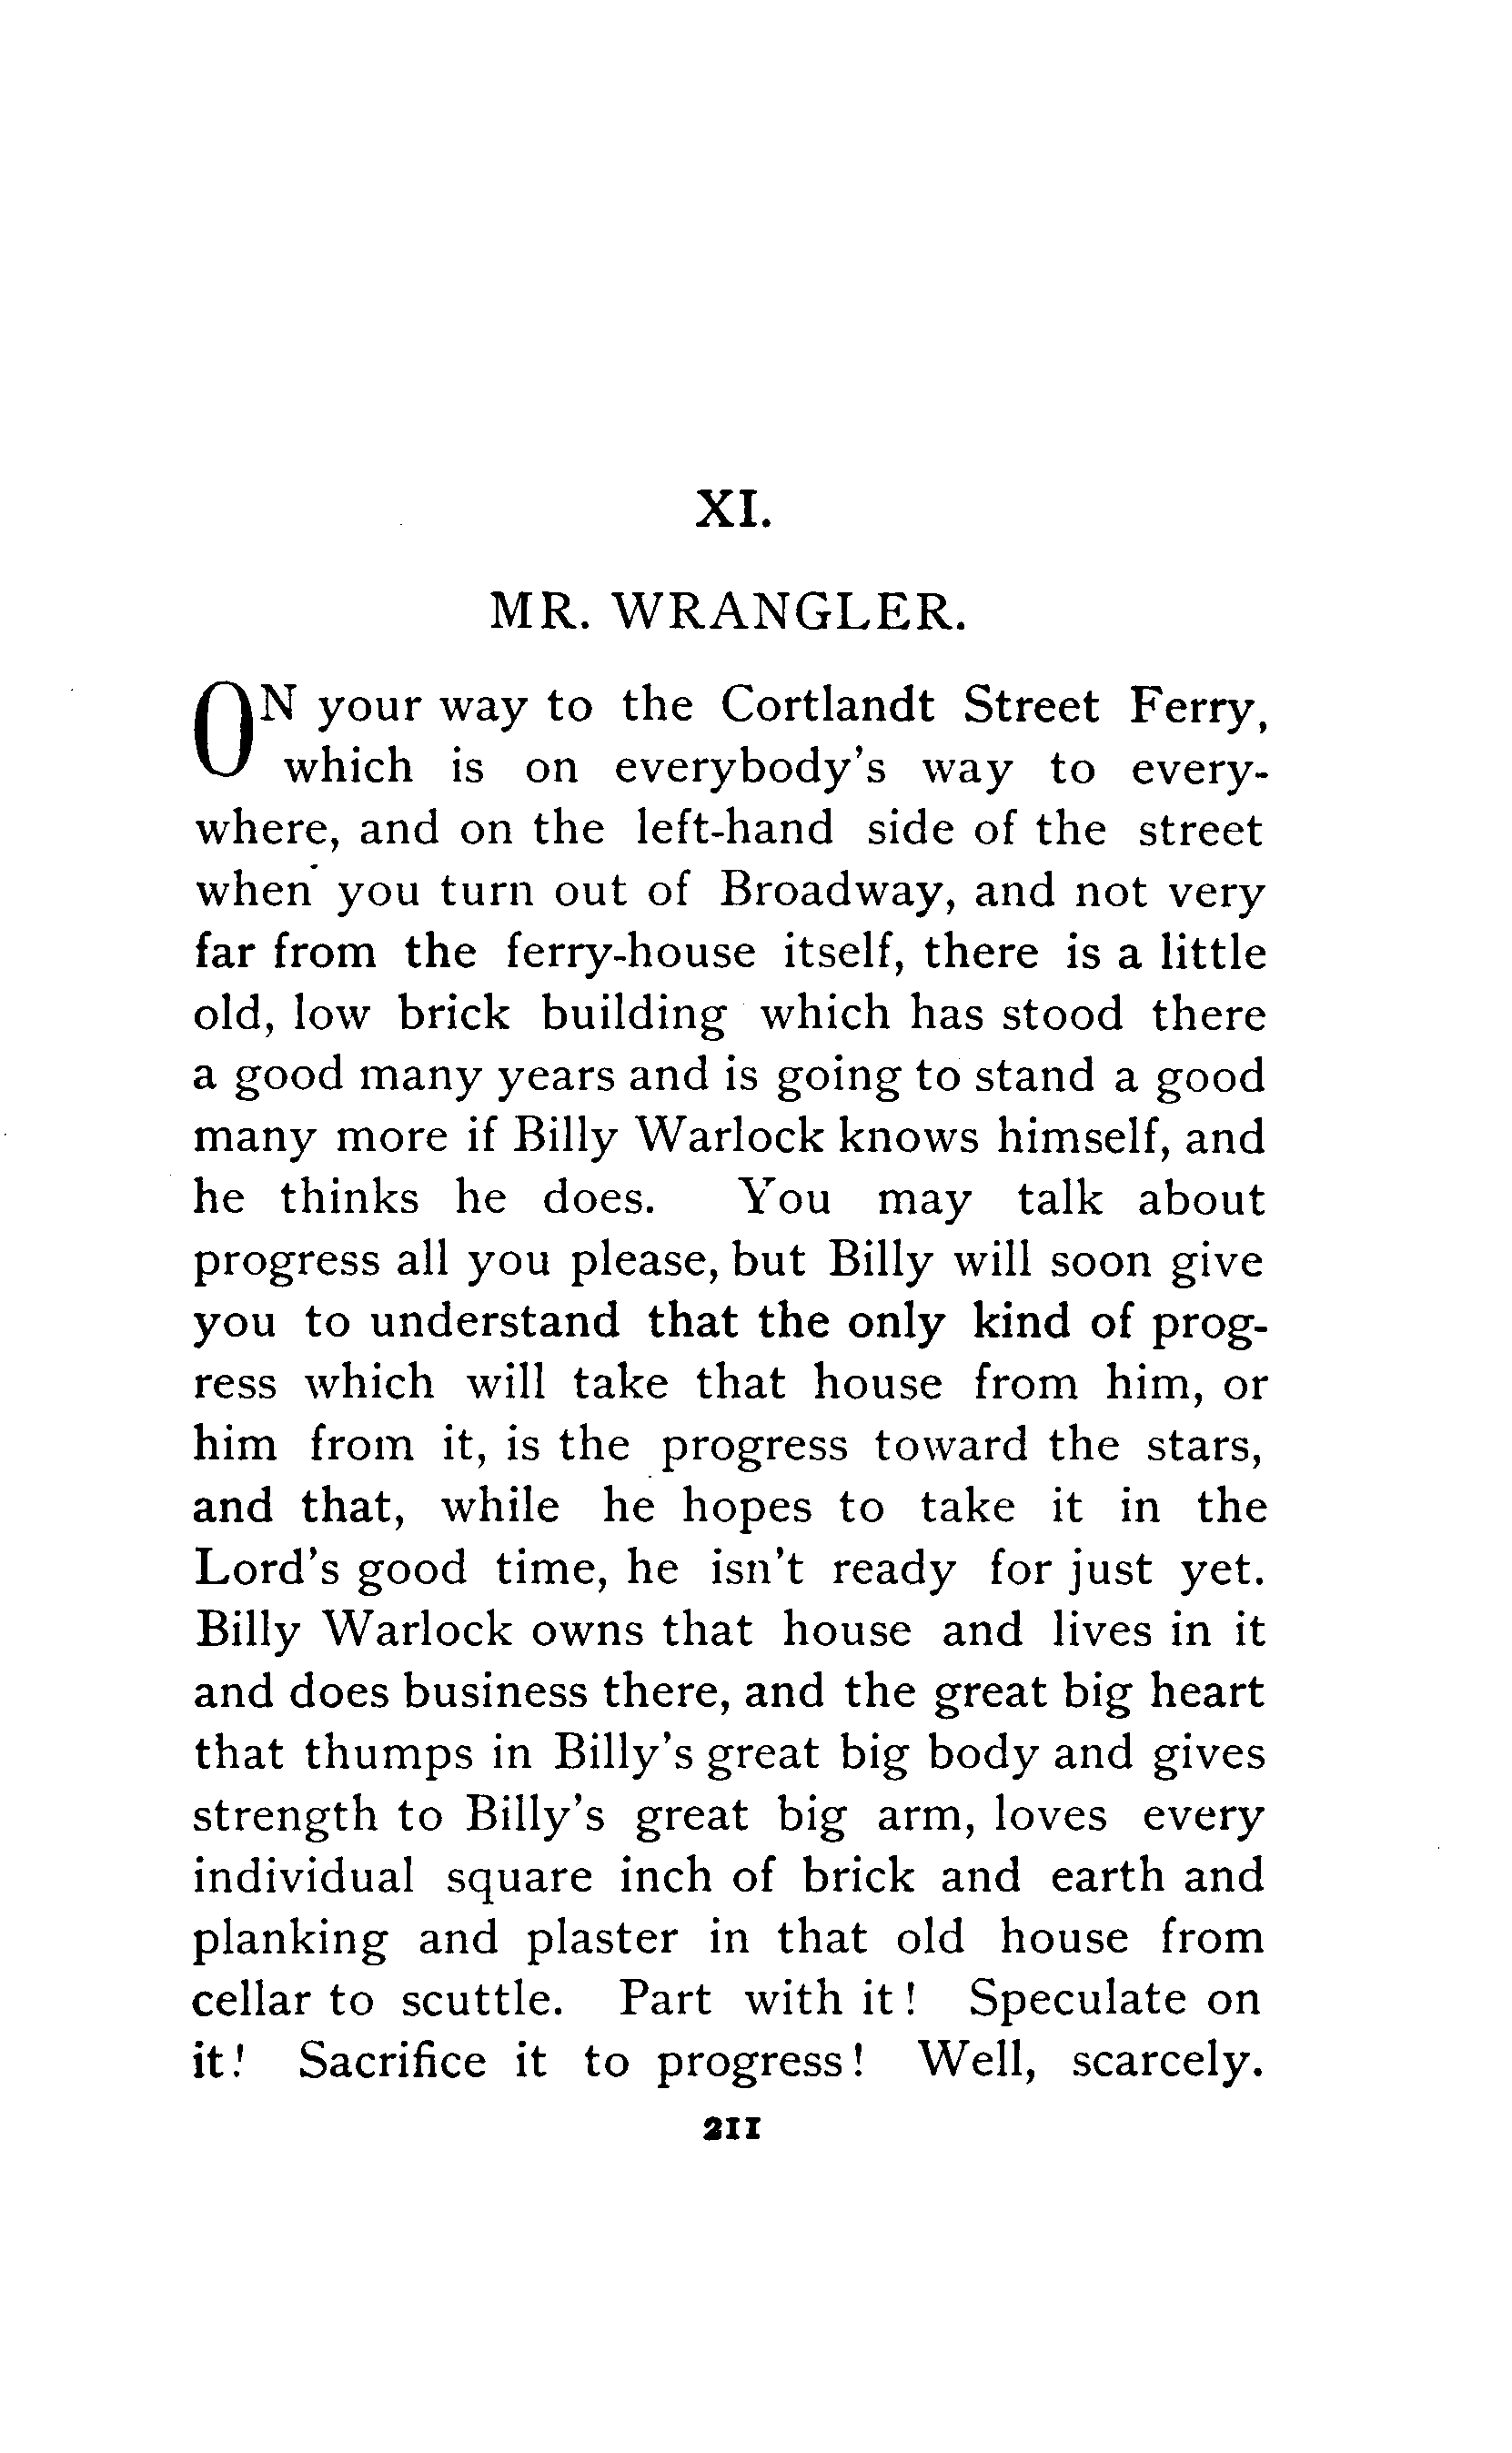 XI.
MR. WRANGLER.
ON your way to the Cortlandt Street Ferry,
which is on everybody's way to every-
where, and on the left-hand side of the street
when you turn out of Broadway, and not very
far from the ferry-house itself, there is a little
old, low brick building which has stood there
a good many years and is going to stand a good
many more if Billy Warlock knows himself, and
he thinks he does. You may talk about
progress all you please, but Billy will soon give
you to understand that the only kind of prog-
ress which will take that house from him, or
him from it, is the progress toward the stars,
and that, while he hopes to take it in the
Lord's good time, he isn't ready for just yet.
Billy Warlock owns that house and lives in it
and does business there, and the great big heart
that thumps in Billy's great big body and gives
strength to Billy's great big arm, loves every
individual square inch of brick and earth and
planking and plaster in that old house from
cellar to scuttle. Part with it! Speculate on
it! Sacrifice it to progress! Well, scarcely.
211